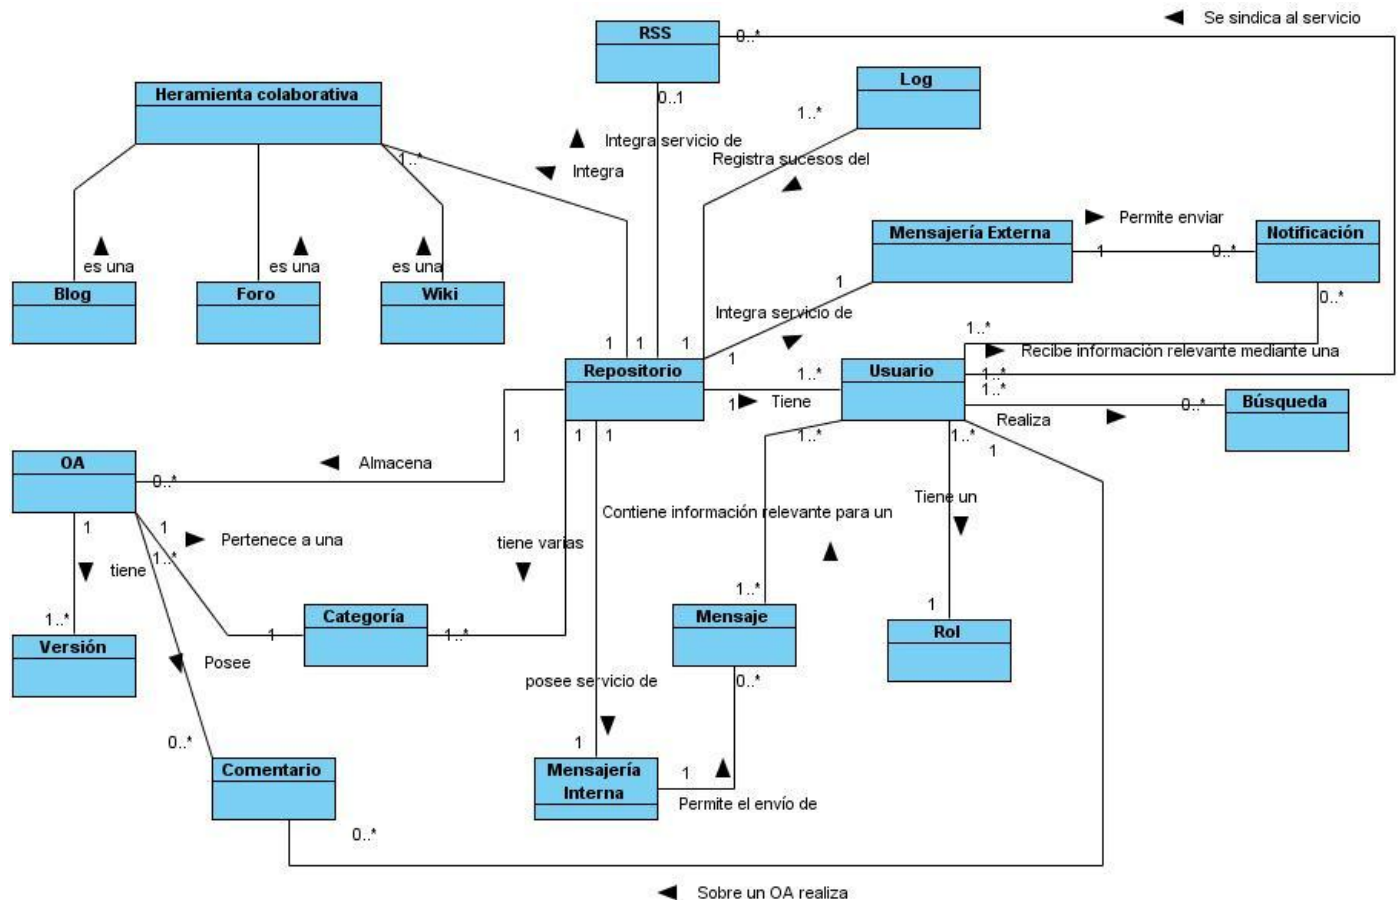 Se sindica al servicio
RSS
0..*
Log
Heramienta colaborativa
0..1
1..*
Integra servicio de
1..*
Registra sucesos del
Integra
Permite enviar
Mensajería Externa
Notificación
1
0..*
es una
es una
es una
Blog
Foro
Wiki
1
0..*
Integra servicio de
1..*
1
1
1
1
Recibe información relevante mediante una
Repositorio
Usuario
1..*
1..*
1..*
Búsqueda
1
Tiene
0..*
Realiza
1
1
1
1..*
1..*
1
OA
Almacena
0..*
Tiene un
Contiene información relevante para un
1
1
Pertenece a una
tiene varias
1..*
tiene
1..*
1
1..*
Categoría
Mensaje
Rol
Versión
1
1..*
Posee
posee servicio de
0..*
0..*
1
Comentario
Mensajería
Interna
1
Permite el envío de
0..*
Sobre un OA realiza